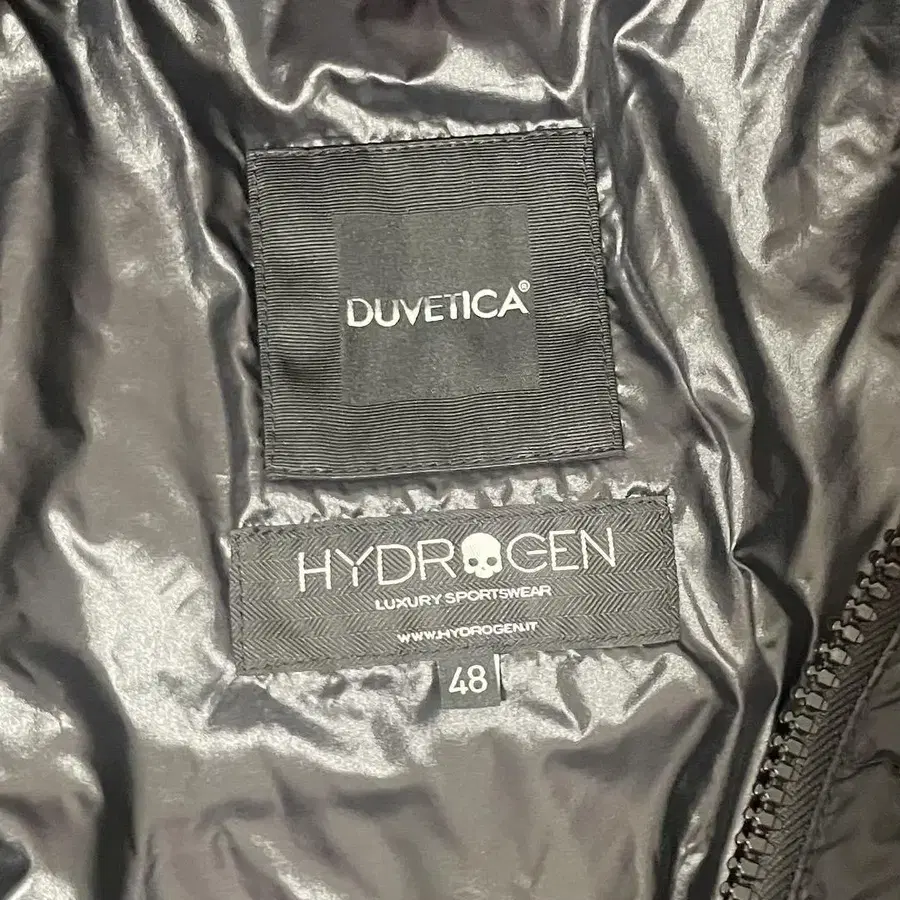 DUVETICA®
HYDROGEN
LUXURY SPORTSWEAR
WWW.HYDROGEN.IT
48